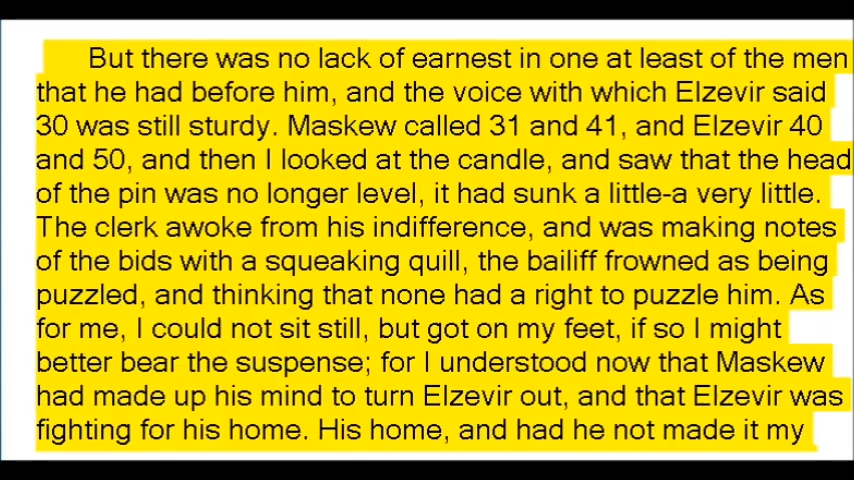 But there was no lack of earnest in one at least of the men
that he had before him, and the voice with which Elzevir said
30 was still sturdy. Maskew called 31 and 41, and Elzevir 40
and 50, and then I looked at the candle, and saw that the head
of the pin was no longer level, it had sunk a little-a very little.
The clerk awoke from his indifference, and was making notes
of the bids with a squeaking quill, the bailiff frowned as being
puzzled, and thinking that none had a right to puzzle him. As
for me, I could not sit still, but got on my feet, if so I might
better bear the suspense; for I understood now that Maskew
had made up his mind to turn Elzevir out, and that Elzevir was
fighting for his home. His home, and had he not made it my